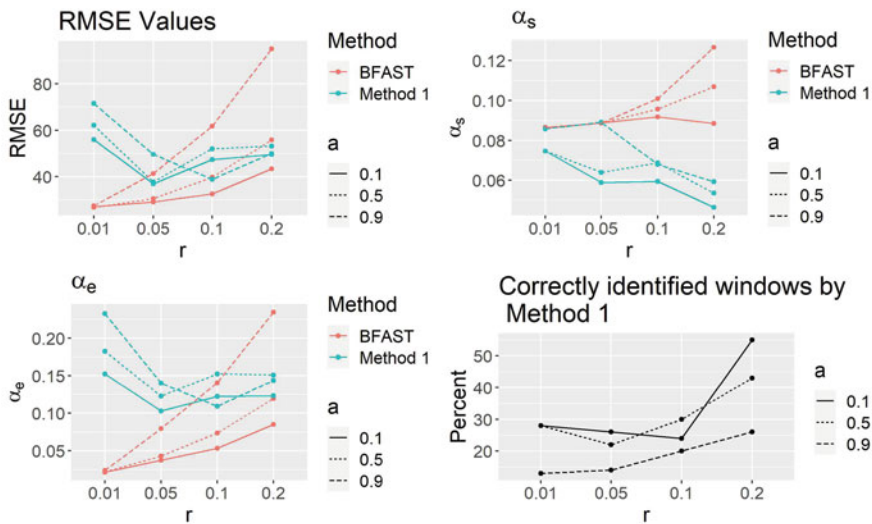 RMSE Values
RMSE
80
60
40
0.01 0.05 0.1 0.2
r
Method
BFAST
Method 1
a
0.1
0.5
0.9
αs
αs
0.12
0.10
0.08
0.06
0.01 0.05 0.1 0.2
r
Method
BFAST
Method 1
a
0.1
0.5
0.9
αe
αe
0.20
0.15
0.10
0.05
0.01 0.05 0.1 0.2
r
Method
BFAST
Method 1
a
0.1
0.5
0.9
Correctly identified windows by
Method 1
Percent
50
40
30
20
0.01 0.05 0.1 0.2
r
a
0.1
0.5
0.9